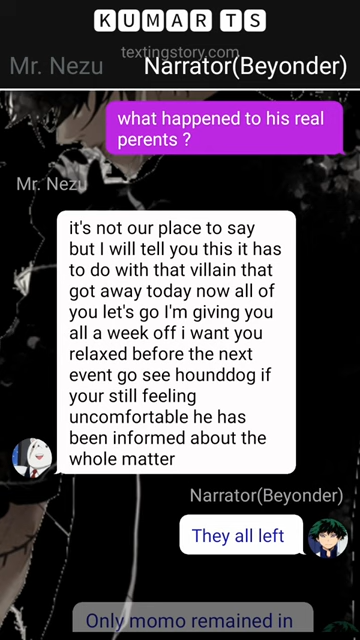 KUMAR TS
textingstory.com
Mr. Nezu Narrator(Beyonder)
what happened to his real
perents ?
Mr. Nezu
it's not our place to say
but I will tell you this it has
to do with that villain that
got away today now all of
you let's go I'm giving you
all a week off i want you
relaxed before the next
event go see hounddog if
your still feeling
uncomfortable he has
been informed about the
whole matter
Narrator(Beyonder)
They all left
Only momo remained in